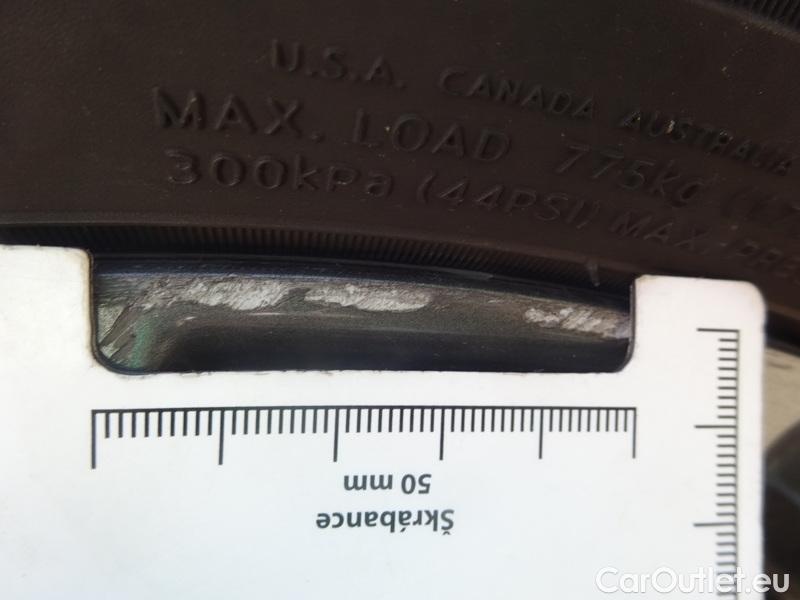 U.S.A. CANADA AUSTRALIA
MAX. LOAD 775kG
300kPa (44PSI) MAX.
50 mm
Škrábance
CarOutlet.eu